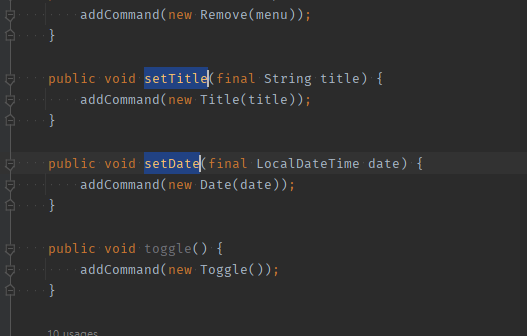 addCommand(new Remove(menu));
}
public void setTitle(final String title) {
addCommand(new Title(title));
}
public void setDate(final LocalDateTime date) {
addCommand(new Date(date));
}
public void toggle() {
addCommand(new Toggle());
}
10 usages